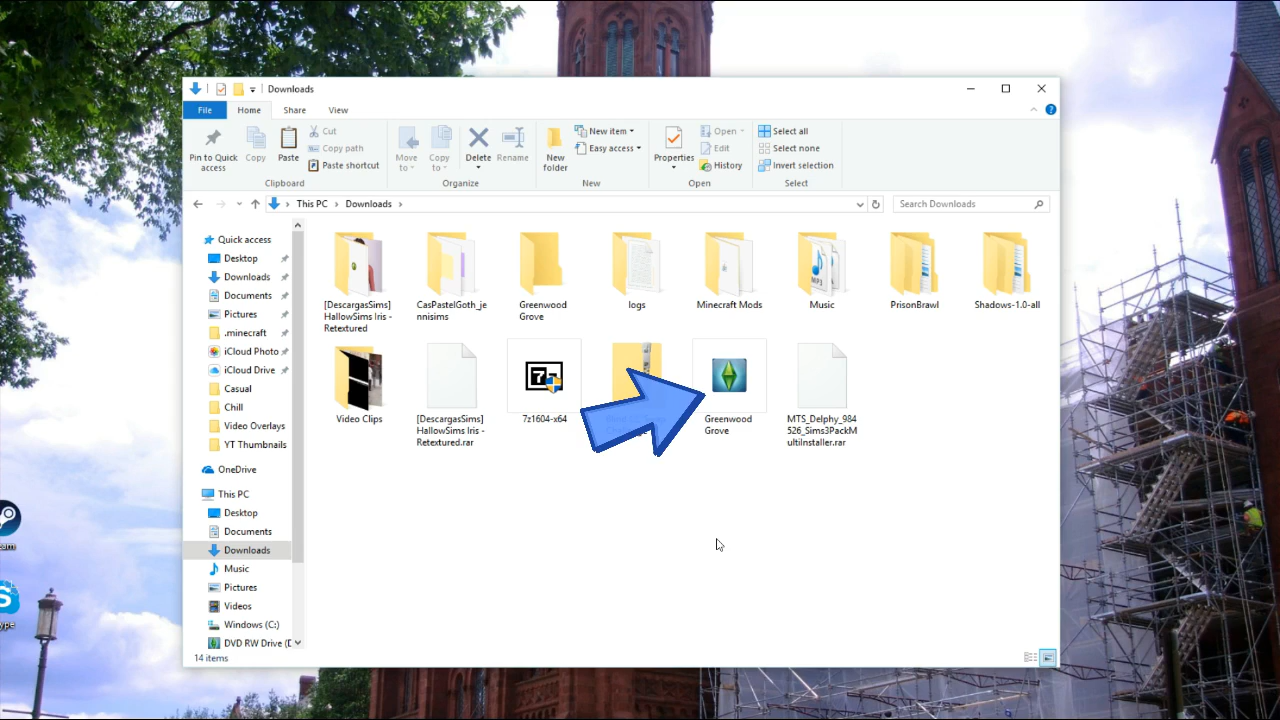 Downloads
File Home Share View
Pin to Quick access
Copy
Paste
Cut
Copy path
Paste shortcut
Clipboard
Move to
Copy to
Delete
Rename
Organize
New folder
New item
Easy access
New
Properties
Open
Edit
History
Open
Select all
Select none
Invert selection
Select
This PC > Downloads >
Search Downloads
Quick access
Desktop
Downloads
Documents
Pictures
.minecraft
iCloud Photo
iCloud Drive
Casual
Chill
Video Overlays
YT Thumbnails
OneDrive
This PC
Desktop
Documents
Downloads
Music
Pictures
Videos
Windows (C:)
DVD RW Drive (D
14 items
[DescargasSims]
HallowSims Iris -
Retextured
CasPastelGoth_je
nnisims
Greenwood
Grove
logs
Minecraft Mods
MP3
Music
PrisonBrawl
Shadows-1.0-all
Video Clips
[DescargasSims]
HallowSims Iris -
Retextured.rar
7z
7z1604-x64
Greenwood
Grove
MTS_Delphy_984
526_Sims3PackM
ultiInstaller.rar
eam
S
ype